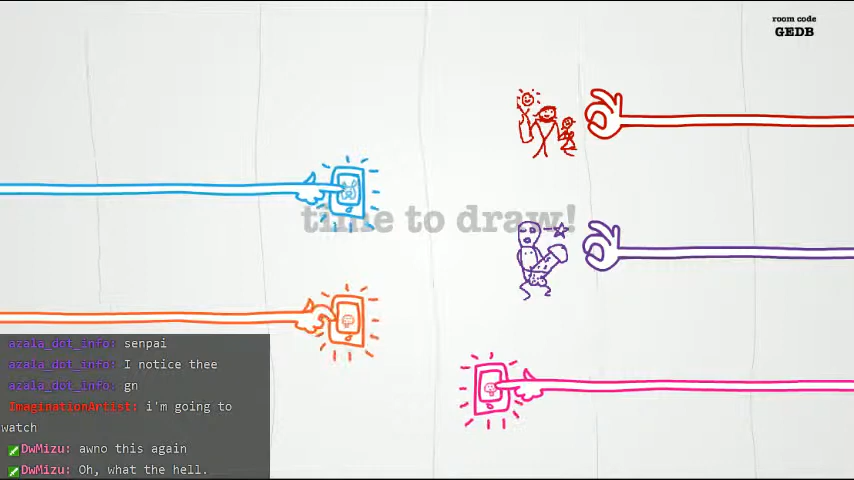 room code
GEDB
time to draw!
azala_dot_info: senpai
azala_dot_info: I notice thee
azala_dot_info: gn
ImaginationArtist: i'm going to
watch
DwMizu: awno this again
DwMizu: Oh, what the hell.